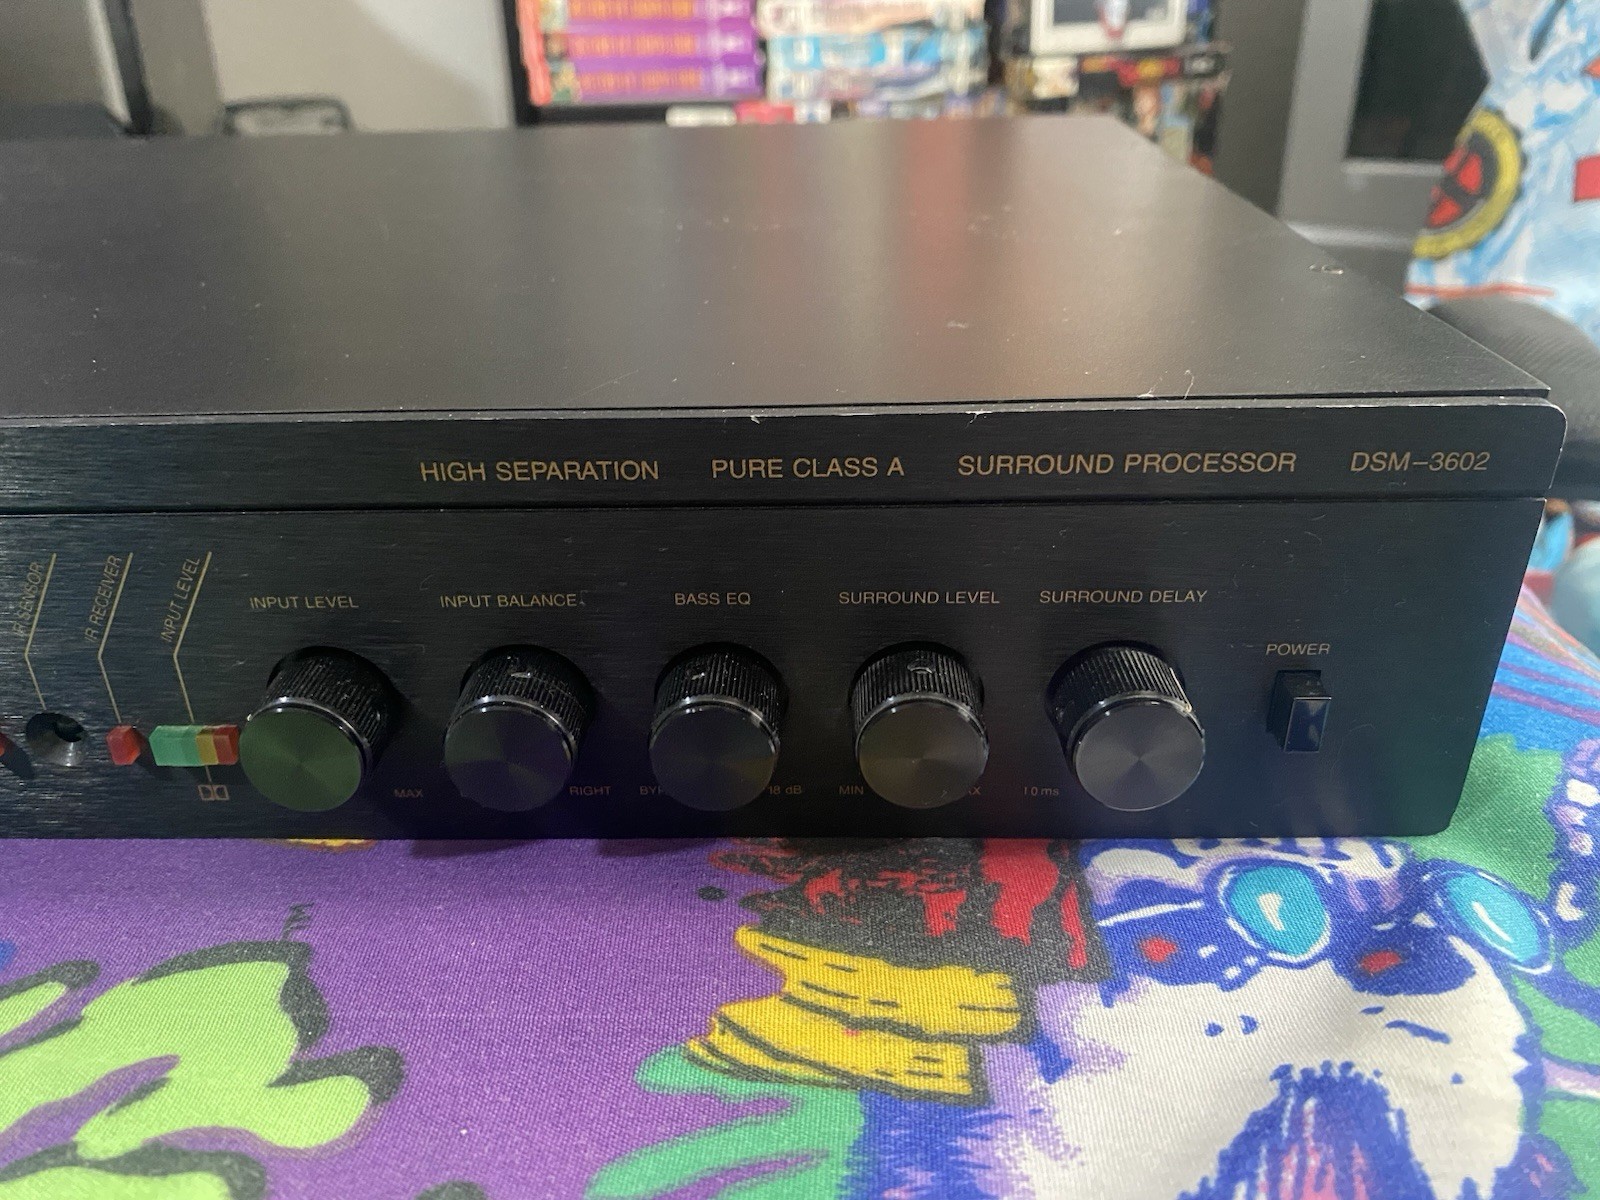 HIGH SEPARATION PURE CLASS A SURROUND PROCESSOR DSM-3602
IR SENSOR
IR RECEIVER
INPUT LEVEL
INPUT LEVEL
INPUT BALANCE
BASS EQ
SURROUND LEVEL
SURROUND DELAY
POWER
MAX
RIGHT
18 dB
MIN
10 ms
TM